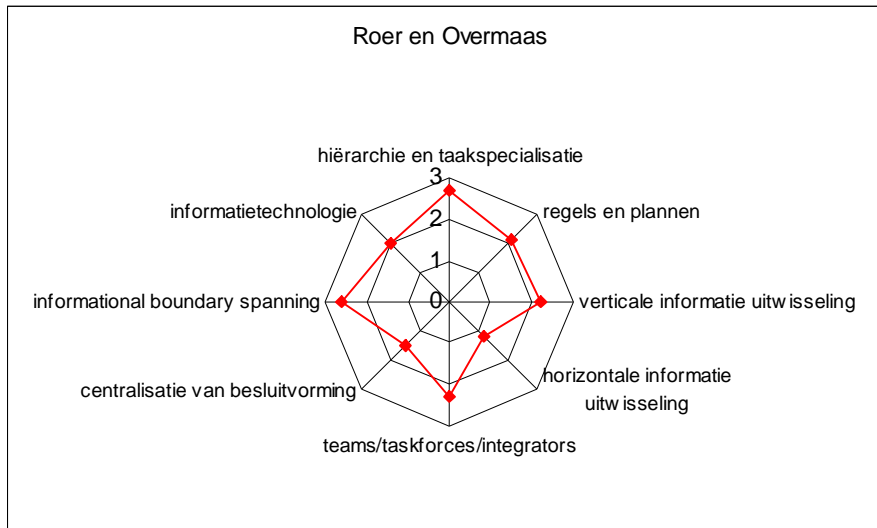 Roer en Overmaas
hiërarchie en taakspecialisatie
3
informatietechnologie
regels en plannen
2
1
informational boundary spanning
0
verticale informatie uitwisseling
centralisatie van besluitvorming
horizontale informatie
uitwisseling
teams/taskforces/integrators